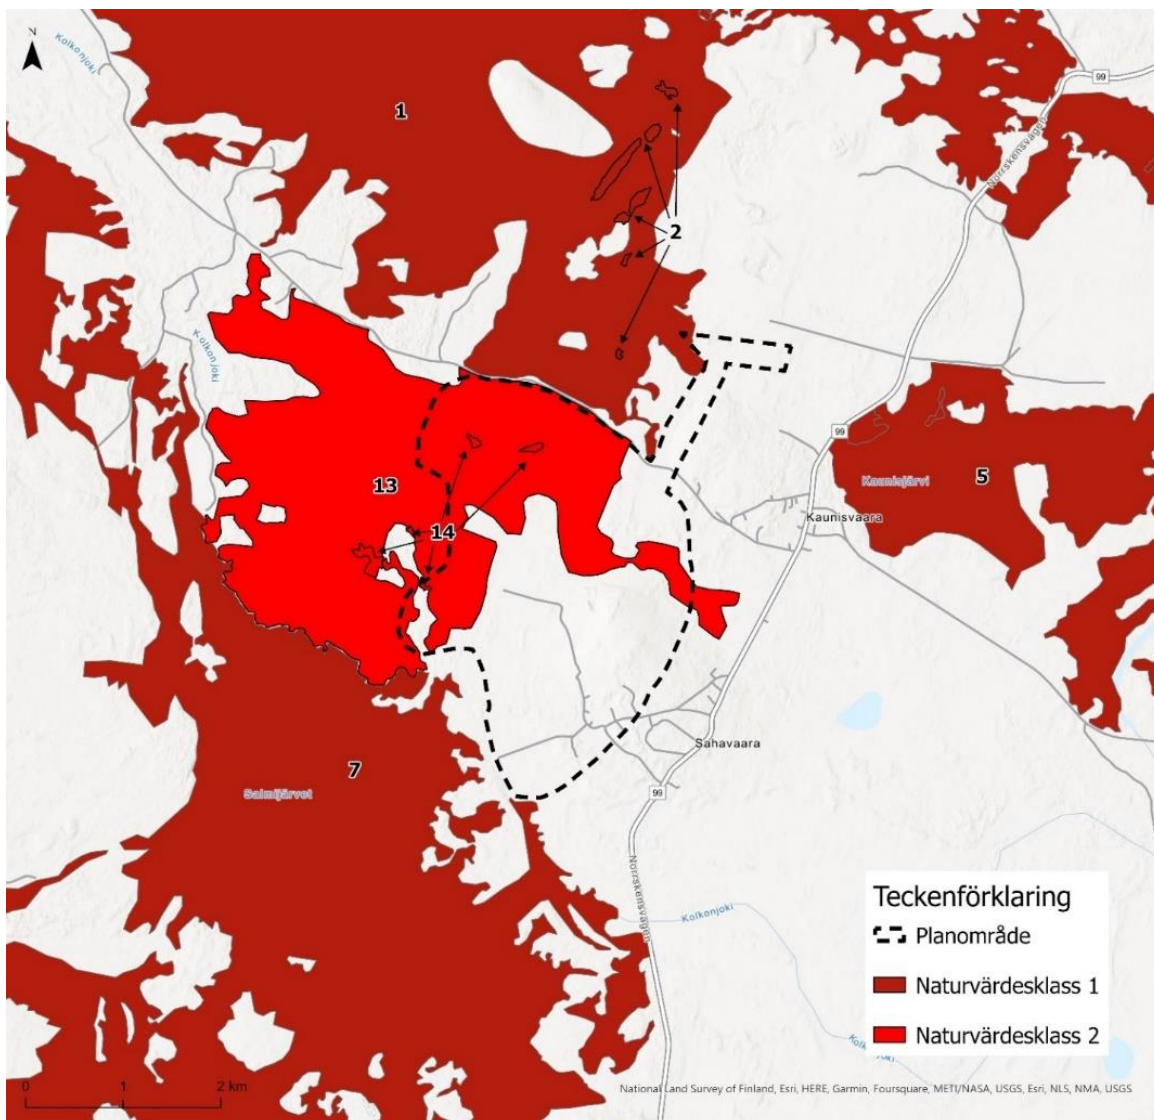 N
Kolkonjoki
1
99
Norrskensvägen
2
Kolkonjoki
99
13
Kaunisjärvi
5
Kaunisvaara
14
Sahavaara
7
Salmijärvet
99
Norrskensvägen
Kolkonjoki
Teckenförklaring
Planområde
Naturvärdesklass 1
Naturvärdesklass 2
0 1 2 km
National Land Survey of Finland, Esri, HERE, Garmin, Foursquare, METI/NASA, USGS, Esri, NLS, NMA, USGS